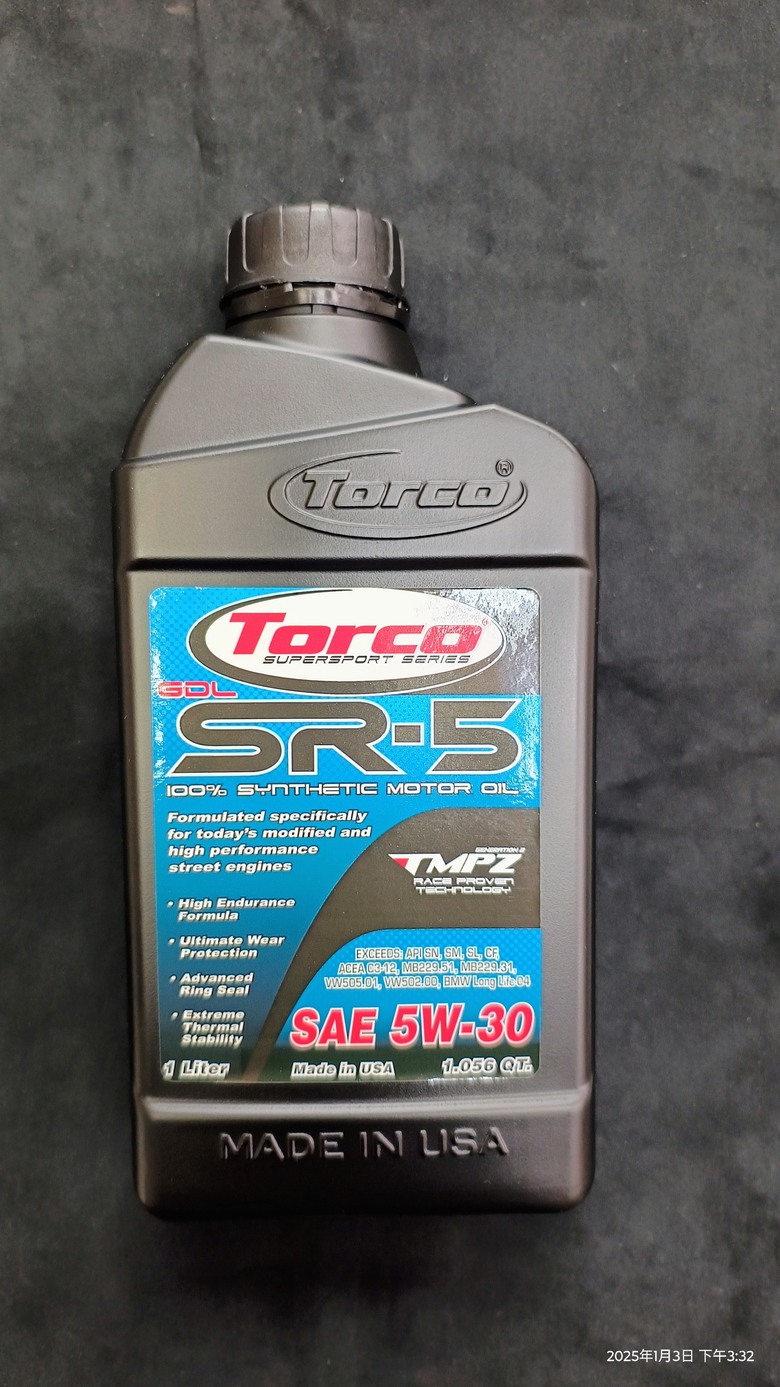 Torco®
Torco®
SUPERSPORT SERIES
GDL
SR-5
100% SYNTHETIC MOTOR OIL
Formulated specifically
for today's modified and
high performance
street engines
GENERATION 2
TMPZ
RACE PROVEN
TECHNOLOGY
• High Endurance
Formula
• Ultimate Wear
Protection
• Advanced
Ring Seal
• Extreme
Thermal
Stability
EXCEEDS: API SN, SM, SL, CF,
ACEA C3-12, MB229.51, MB229.31,
VW505.01, VW502.00, BMW Long Life 04
SAE 5W-30
1 Liter
Made in USA
1.056 QT.
MADE IN USA
2025年1月3日 下午3:32